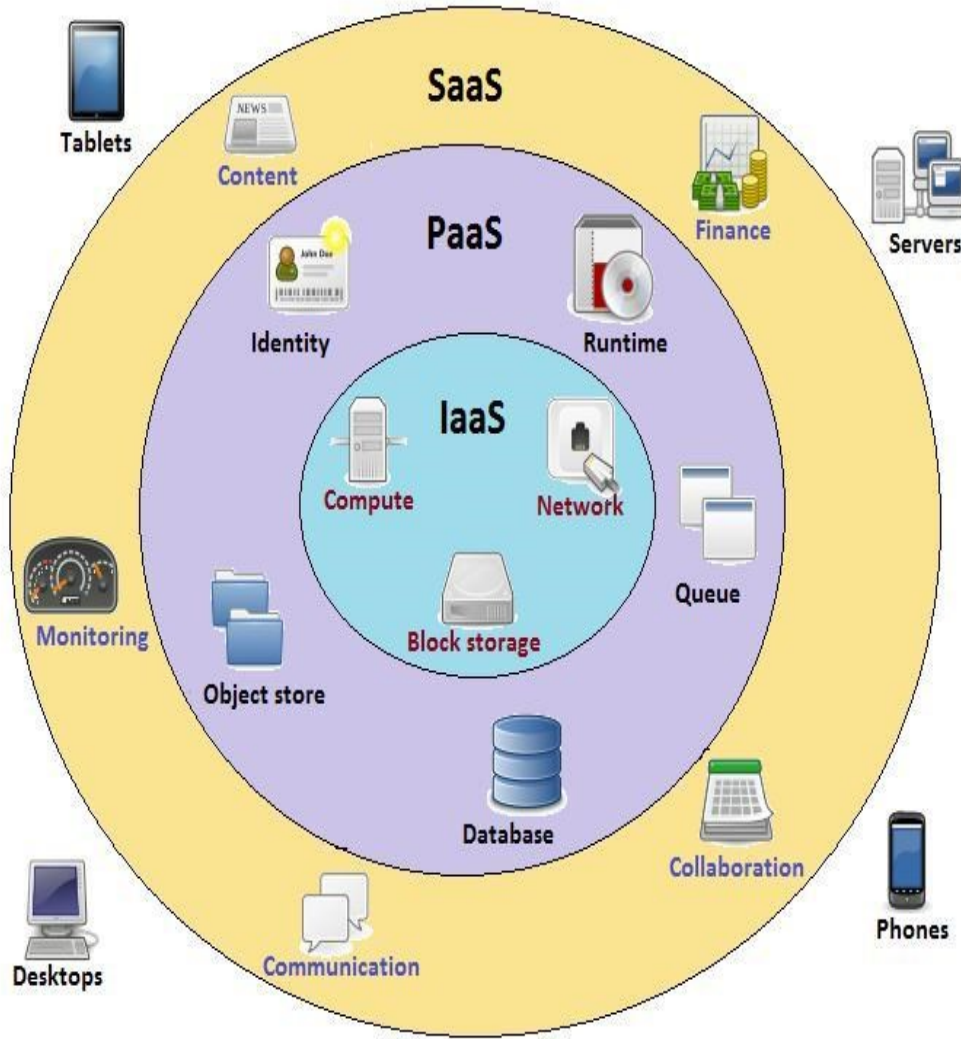 SaaS
Tablets
NEWS
Content
Finance
Servers
PaaS
John Doe
Identity
Runtime
IaaS
Compute
Network
Queue
Monitoring
Block storage
Object store
Database
Collaboration
Communication
Phones
Desktops